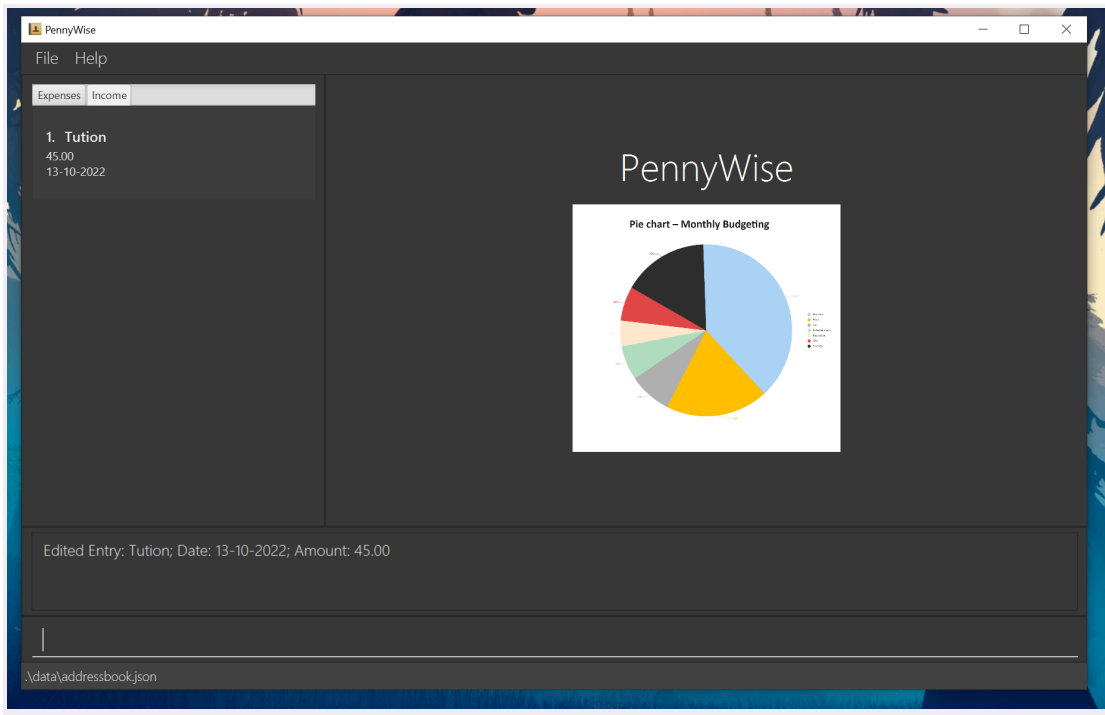 PennyWise
File Help
Expenses Income
1. Tution
45.00
13-10-2022
PennyWise
Pie chart – Monthly Budgeting
Edited Entry: Tution; Date: 13-10-2022; Amount: 45.00
.\data\addressbook.json